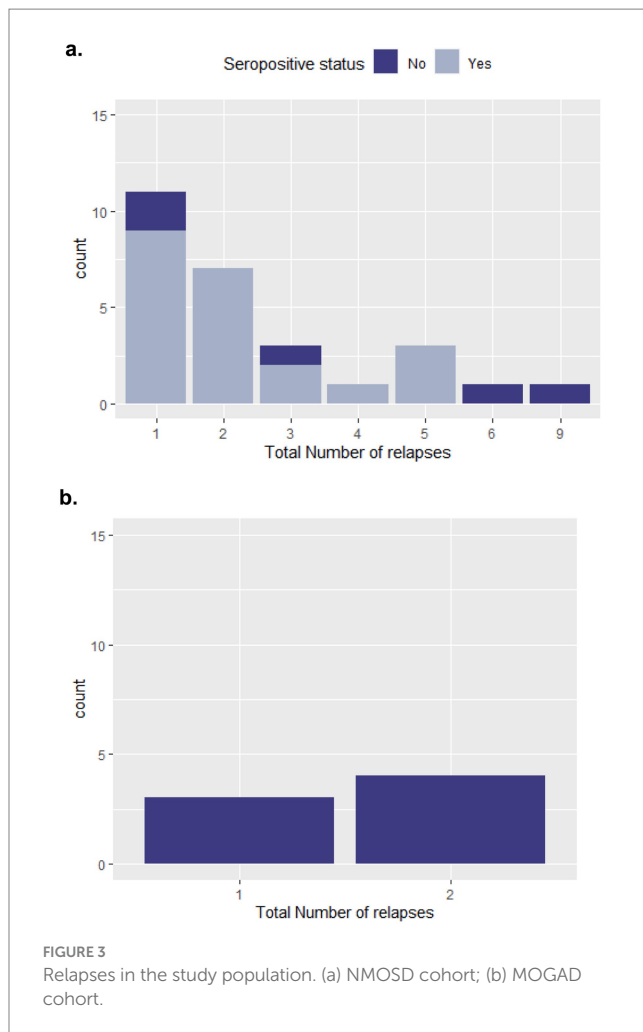 a.
Seropositive status No Yes
15
10
5
0
count
1 2 3 4 5 6 9
Total Number of relapses
b.
15
10
5
0
count
1 2
Total Number of relapses
FIGURE 3
Relapses in the study population. (a) NMOSD cohort; (b) MOGAD
cohort.